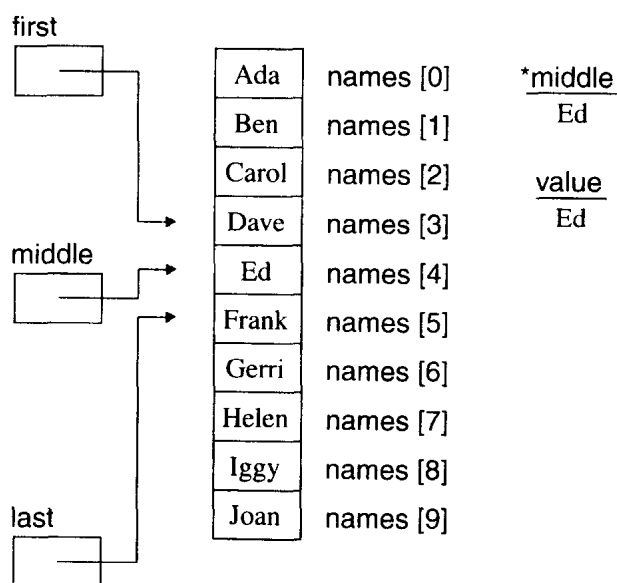 first
Ada names [0] *middle
Ed
Ben names [1]
Carol names [2] value
Dave names [3] Ed
middle
Ed names [4]
Frank names [5]
Gerri names [6]
Helen names [7]
Iggy names [8]
last
Joan names [9]